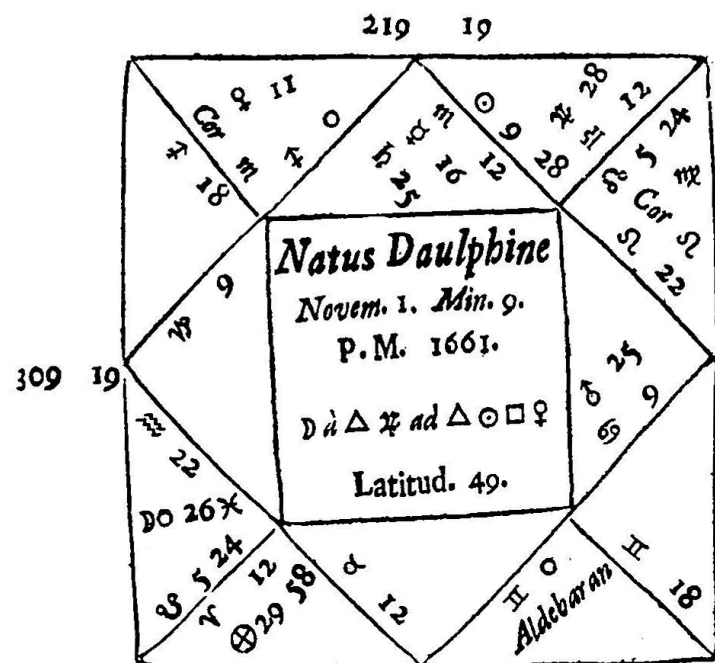 219 19
♀ 11
Cor ♏
♐ 18
♐ 0
☿ ♏
♄ 25
16
12
☉ 9 28
♃ 28
♎ 12
☊ 5 24
♍
Cor ♌
♌ 22
♑ 9
Natus Daulphine
Novem. 1. Min. 9.
P. M. 1661.
☽ à △ ♃ ad △ ☉ □ ♀
Latitud. 49.
♂ 25
♋ 9
309 19
♒ 22
☽ 0 26 ♓
☋ 5 24
♈ 12
⊗ 29 58
♉ 12
♊ 0
Aldebaran
♊ 18